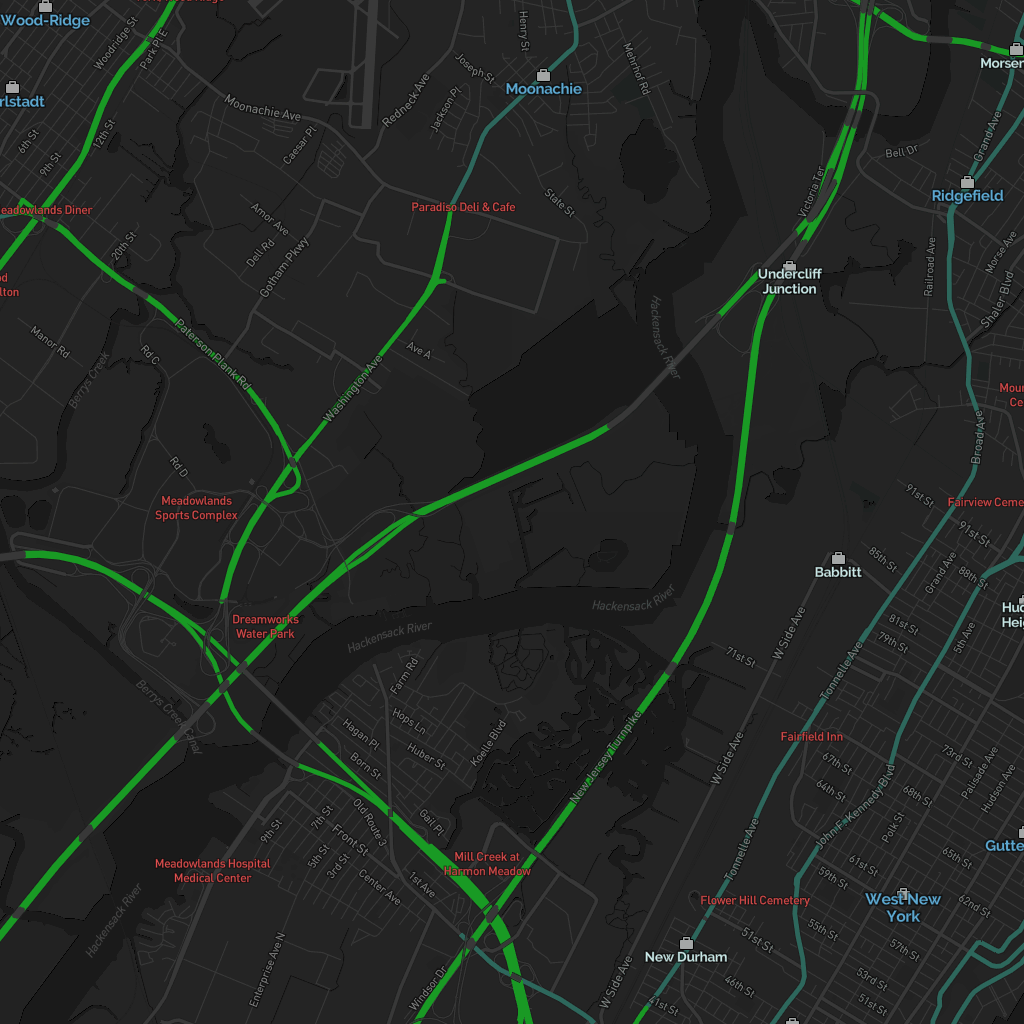 Wood-Ridge
Woodridge St
Park Pl E
Henry St
Mehrhof Rd
Joseph St
Moonachie
Redneck Ave
Jackson Pl
Moonachie Ave
Caesar Pl
6th St
9th St
12th St
Bell Dr
Grand Ave
Ridgefield
Victoria Ter
State St
Paradiso Deli & Cafe
Amor Ave
Dell Rd
Gotham Pkwy
20th St
Railroad Ave
Morse Ave
Shaler Blvd
Undercliff
Junction
Hackensack River
Manor Rd
Rd C
Paterson Plank Rd
Berrys Creek
Ave A
Washington Ave
Broad Ave
Rd D
Meadowlands
Sports Complex
91st St
91st St
85th St
88th St
Grand Ave
Babbitt
Dreamworks
Water Park
Hackensack River
Hackensack River
W Side Ave
81st St
79th St
5th Ave
71st St
Tonnelle Ave
Farm Rd
Berrys Creek Canal
Hagan Pl
Hops Ln
Huber St
Born St
Koelle Blvd
New Jersey Turnpike
W Side Ave
Fairfield Inn
67th St
64th St
73rd St
Palisade Ave
Hudson Ave
68th St
Polk St
John F. Kennedy Blvd
9th St
7th St
5th St
Front St
3rd St
Old Route 3
Gail Pl
Mill Creek at
Harmon Meadow
Meadowlands Hospital
Medical Center
Center Ave
1st Ave
Tonnelle Ave
61st St
59th St
65th St
62nd St
West New
York
Flower Hill Cemetery
55th St
57th St
51st St
New Durham
Hackensack River
Enterprise Ave N
Windsor Dr
W Side Ave
46th St
41st St
53rd St
51st St